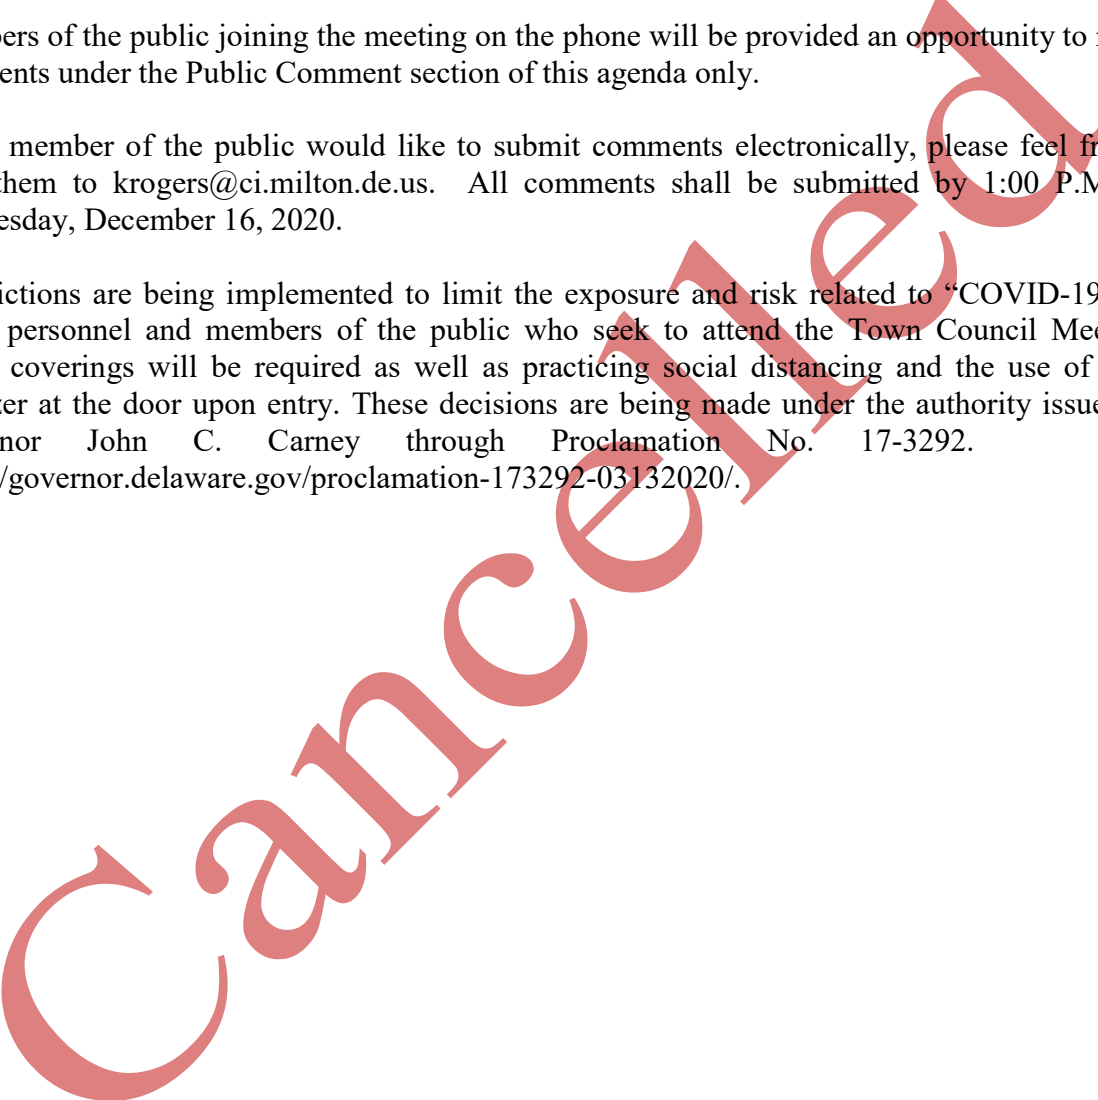 bers of the public joining the meeting on the phone will be provided an opportunity to
ents under the Public Comment section of this agenda only.
member of the public would like to submit comments electronically, please feel fr
them to krogers@ci.milton.de.us. All comments shall be submitted by 1:00 P.M
esday, December 16, 2020.
ictions are being implemented to limit the exposure and risk related to “COVID-19
personnel and members of the public who seek to attend the Town Council Mee
coverings will be required as well as practicing social distancing and the use of
zer at the door upon entry. These decisions are being made under the authority issue
nor John C. Carney through Proclamation No. 17-3292.
/governor.delaware.gov/proclamation-173292-03132020/.
Cancelled